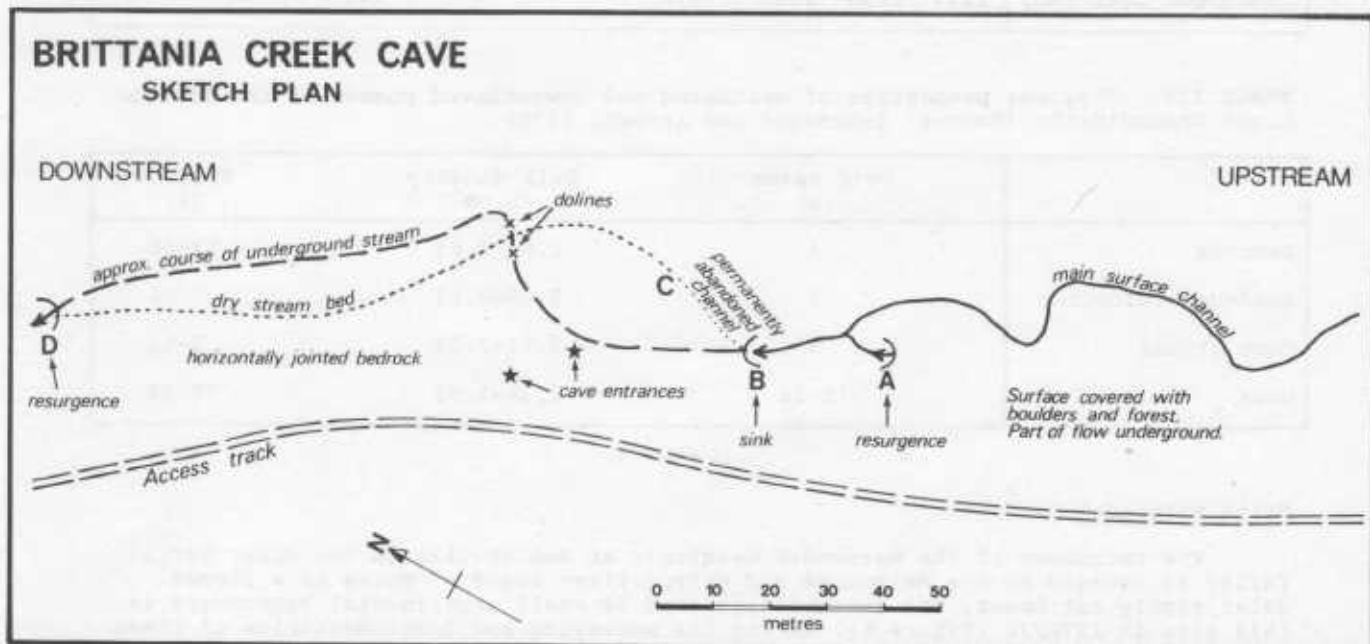 BRITTANIA CREEK CAVE
SKETCH PLAN
DOWNSTREAM
UPSTREAM
dolines
approx. course of underground stream
dry stream bed
C
permanently
abandoned
channel
main surface channel
D
horizontally jointed bedrock
cave entrances
B
A
resurgence
sink
resurgence
Surface covered with
boulders and forest.
Part of flow underground.
Access track
N
0 10 20 30 40 50
metres